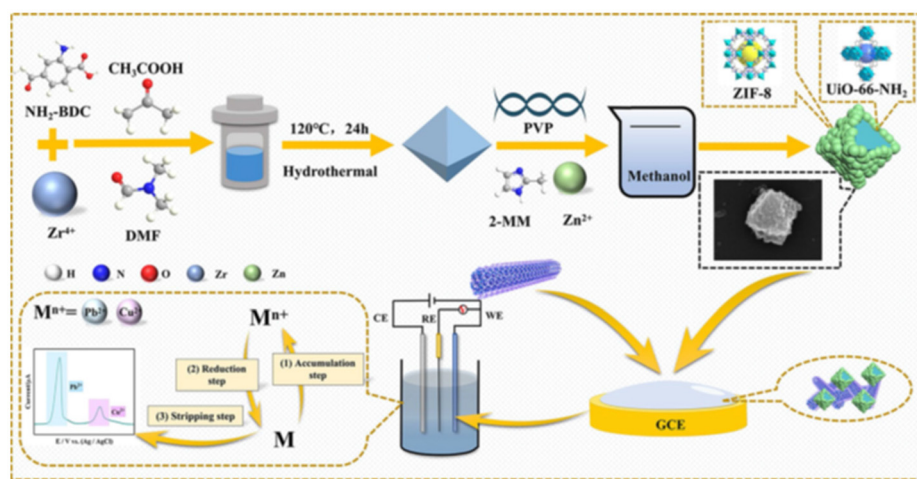 NH₂-BDC
Zr⁴⁺
CH₃COOH
DMF
120℃, 24h
Hydrothermal
PVP
2-MM
Zn²⁺
Methanol
ZIF-8
UiO-66-NH₂
H
N
O
Zr
Zn
Mⁿ⁺=
Pb²⁺
Cu²⁺
Mⁿ⁺
(2) Reduction
step
(1) Accumulation
step
(3) Stripping step
M
Current/μA
Pb²⁺
Cu²⁺
E / V vs. (Ag / AgCl)
CE
RE
WE
GCE